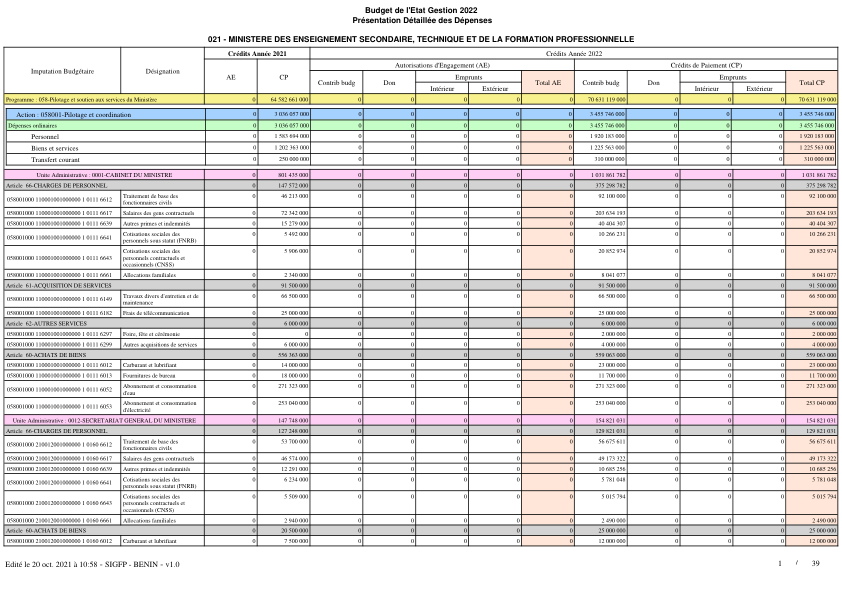 Budget de l'Etat Gestion 2022
Présentation Détaillée des Dépenses
021 - MINISTERE DES ENSEIGNEMENT SECONDAIRE, TECHNIQUE ET DE LA FORMATION PROFESSIONNELLE
Imputation Budgétaire Désignation Crédits Année 2021 Crédits Année 2022
AE CP Autorisations d'Engagement (AE) Crédits de Paiement (CP)
Contrib budg Don Emprunts Total AE Contrib budg Don Emprunts Total CP
Intérieur Extérieur Intérieur Extérieur
Programme : 058-Pilotage et soutien aux services du Ministère 0 64 582 661 000 0 0 0 0 0 70 631 119 000 0 0 0 70 631 119 000
Action : 058001-Pilotage et coordination 0 3 036 057 000 0 0 0 0 0 3 455 746 000 0 0 0 3 455 746 000
Dépenses ordinaires 0 3 036 057 000 0 0 0 0 0 3 455 746 000 0 0 0 3 455 746 000
Personnel 0 1 583 694 000 0 0 0 0 0 1 920 183 000 0 0 0 1 920 183 000
Biens et services 0 1 202 363 000 0 0 0 0 0 1 225 563 000 0 0 0 1 225 563 000
Transfert courant 0 250 000 000 0 0 0 0 0 310 000 000 0 0 0 310 000 000
Unite Administrative : 0001-CABINET DU MINISTRE 0 801 435 000 0 0 0 0 0 1 031 861 782 0 0 0 1 031 861 782
Article 66-CHARGES DE PERSONNEL 0 147 572 000 0 0 0 0 0 375 298 782 0 0 0 375 298 782
058001000 1100001001000000 1 0111 6612 Traitement de base des fonctionnaires civils 0 46 213 000 0 0 0 0 0 92 100 000 0 0 0 92 100 000
058001000 1100001001000000 1 0111 6617 Salaires des gens contractuels 0 72 342 000 0 0 0 0 0 203 634 193 0 0 0 203 634 193
058001000 1100001001000000 1 0111 6639 Autres primes et indemnités 0 15 279 000 0 0 0 0 0 40 404 307 0 0 0 40 404 307
058001000 1100001001000000 1 0111 6641 Cotisations sociales des personnels sous statut (FNRB) 0 5 492 000 0 0 0 0 0 10 266 231 0 0 0 10 266 231
058001000 1100001001000000 1 0111 6643 Cotisations sociales des personnels contractuels et occasionnels (CNSS) 0 5 906 000 0 0 0 0 0 20 852 974 0 0 0 20 852 974
058001000 1100001001000000 1 0111 6661 Allocations familiales 0 2 340 000 0 0 0 0 0 8 041 077 0 0 0 8 041 077
Article 61-ACQUISITION DE SERVICES 0 91 500 000 0 0 0 0 0 91 500 000 0 0 0 91 500 000
058001000 1100001001000000 1 0111 6149 Travaux divers d'entretien et de maintenance 0 66 500 000 0 0 0 0 0 66 500 000 0 0 0 66 500 000
058001000 1100001001000000 1 0111 6182 Frais de télécommunication 0 25 000 000 0 0 0 0 0 25 000 000 0 0 0 25 000 000
Article 62-AUTRES SERVICES 0 6 000 000 0 0 0 0 0 6 000 000 0 0 0 6 000 000
058001000 1100001001000000 1 0111 6297 Foire, fête et cérémonie 0 0 0 0 0 0 0 2 000 000 0 0 0 2 000 000
058001000 1100001001000000 1 0111 6299 Autres acquisitions de services 0 6 000 000 0 0 0 0 0 4 000 000 0 0 0 4 000 000
Article 60-ACHATS DE BIENS 0 556 363 000 0 0 0 0 0 559 063 000 0 0 0 559 063 000
058001000 1100001001000000 1 0111 6012 Carburant et lubrifiant 0 14 000 000 0 0 0 0 0 23 000 000 0 0 0 23 000 000
058001000 1100001001000000 1 0111 6013 Fournitures de bureau 0 18 000 000 0 0 0 0 0 11 700 000 0 0 0 11 700 000
058001000 1100001001000000 1 0111 6052 Abonnement et consommation d'eau 0 271 323 000 0 0 0 0 0 271 323 000 0 0 0 271 323 000
058001000 1100001001000000 1 0111 6053 Abonnement et consommation d'électricité 0 253 040 000 0 0 0 0 0 253 040 000 0 0 0 253 040 000
Unite Administrative : 0012-SECRETARIAT GENERAL DU MINISTERE 0 147 748 000 0 0 0 0 0 154 821 031 0 0 0 154 821 031
Article 66-CHARGES DE PERSONNEL 0 127 248 000 0 0 0 0 0 129 821 031 0 0 0 129 821 031
058001000 2100120001000000 1 0160 6612 Traitement de base des fonctionnaires civils 0 53 700 000 0 0 0 0 0 56 675 611 0 0 0 56 675 611
058001000 2100120001000000 1 0160 6617 Salaires des gens contractuels 0 46 574 000 0 0 0 0 0 49 173 322 0 0 0 49 173 322
058001000 2100120001000000 1 0160 6639 Autres primes et indemnités 0 12 291 000 0 0 0 0 0 10 685 256 0 0 0 10 685 256
058001000 2100120001000000 1 0160 6641 Cotisations sociales des personnels sous statut (FNRB) 0 6 234 000 0 0 0 0 0 5 781 048 0 0 0 5 781 048
058001000 2100120001000000 1 0160 6643 Cotisations sociales des personnels contractuels et occasionnels (CNSS) 0 5 509 000 0 0 0 0 0 5 015 794 0 0 0 5 015 794
058001000 2100120001000000 1 0160 6661 Allocations familiales 0 2 940 000 0 0 0 0 0 2 490 000 0 0 0 2 490 000
Article 60-ACHATS DE BIENS 0 20 500 000 0 0 0 0 0 25 000 000 0 0 0 25 000 000
058001000 2100120001000000 1 0160 6012 Carburant et lubrifiant 0 7 500 000 0 0 0 0 0 12 000 000 0 0 0 12 000 000
Edité le 20 oct. 2021 à 10:58 - SIGFP - BENIN - v1.0 1 / 39